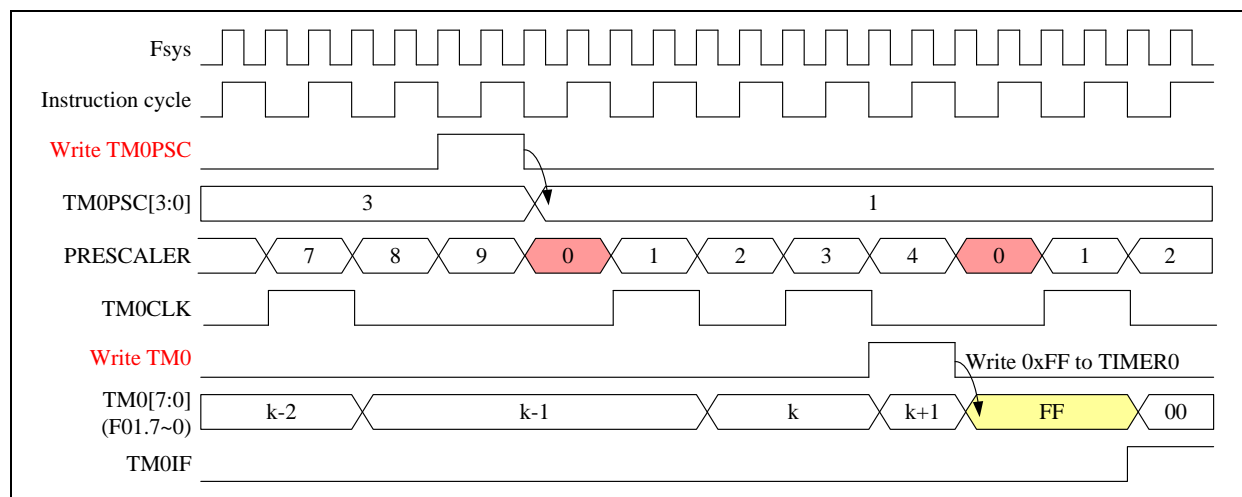 Fsys
Instruction cycle
Write TM0PSC
TM0PSC[3:0] 3 1
PRESCALER 7 8 9 0 1 2 3 4 0 1 2
TM0CLK
Write TM0 Write 0xFF to TIMER0
TM0[7:0] k-2 k-1 k k+1 FF 00
(F01.7~0)
TM0IF